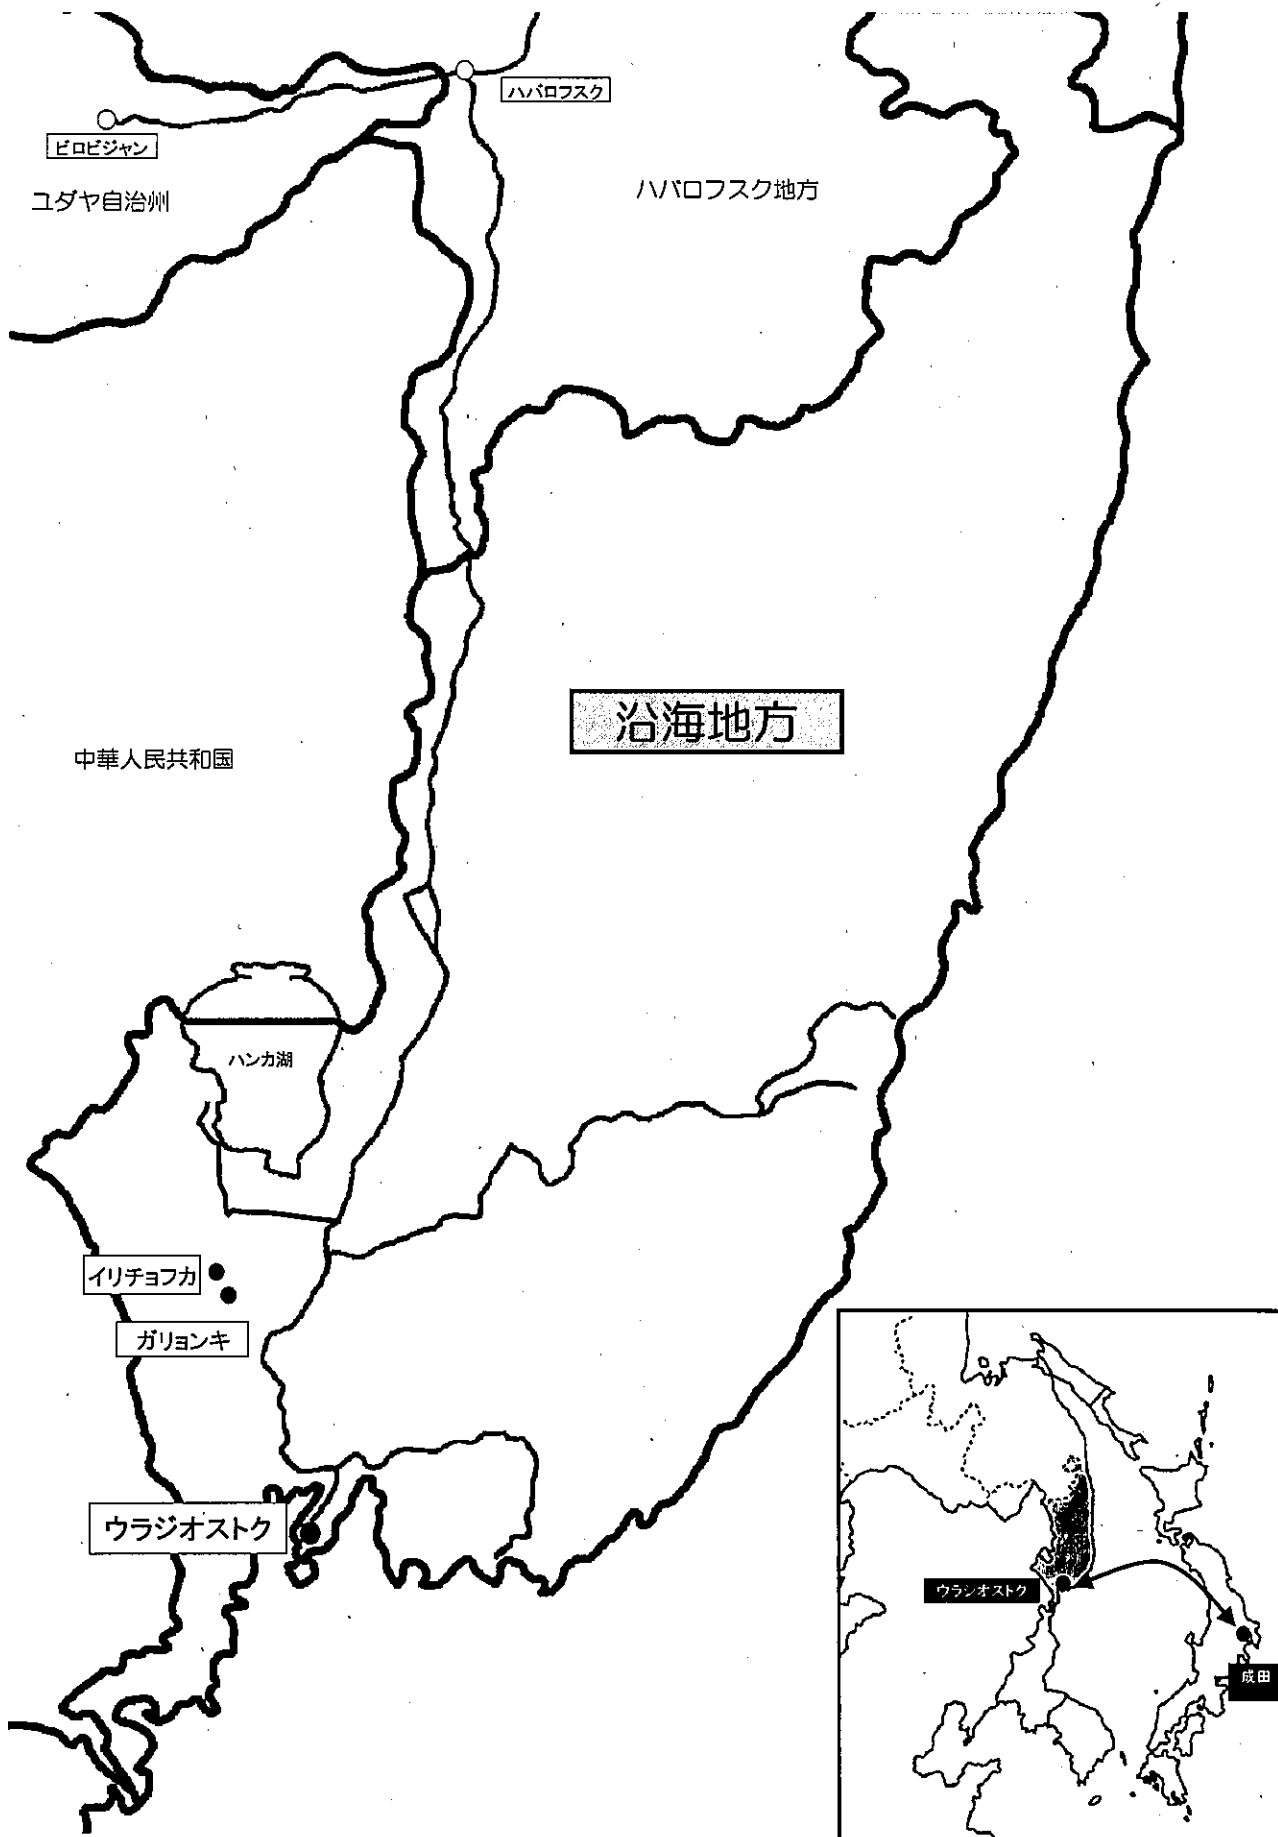 ハバロフスク
ビロビジャン
ユダヤ自治州
ハバロフスク地方
沿海地方
中華人民共和国
ハンカ湖
イリチョフカ
ガリョンキ
ウラジオストク
ウラジオストク
成田